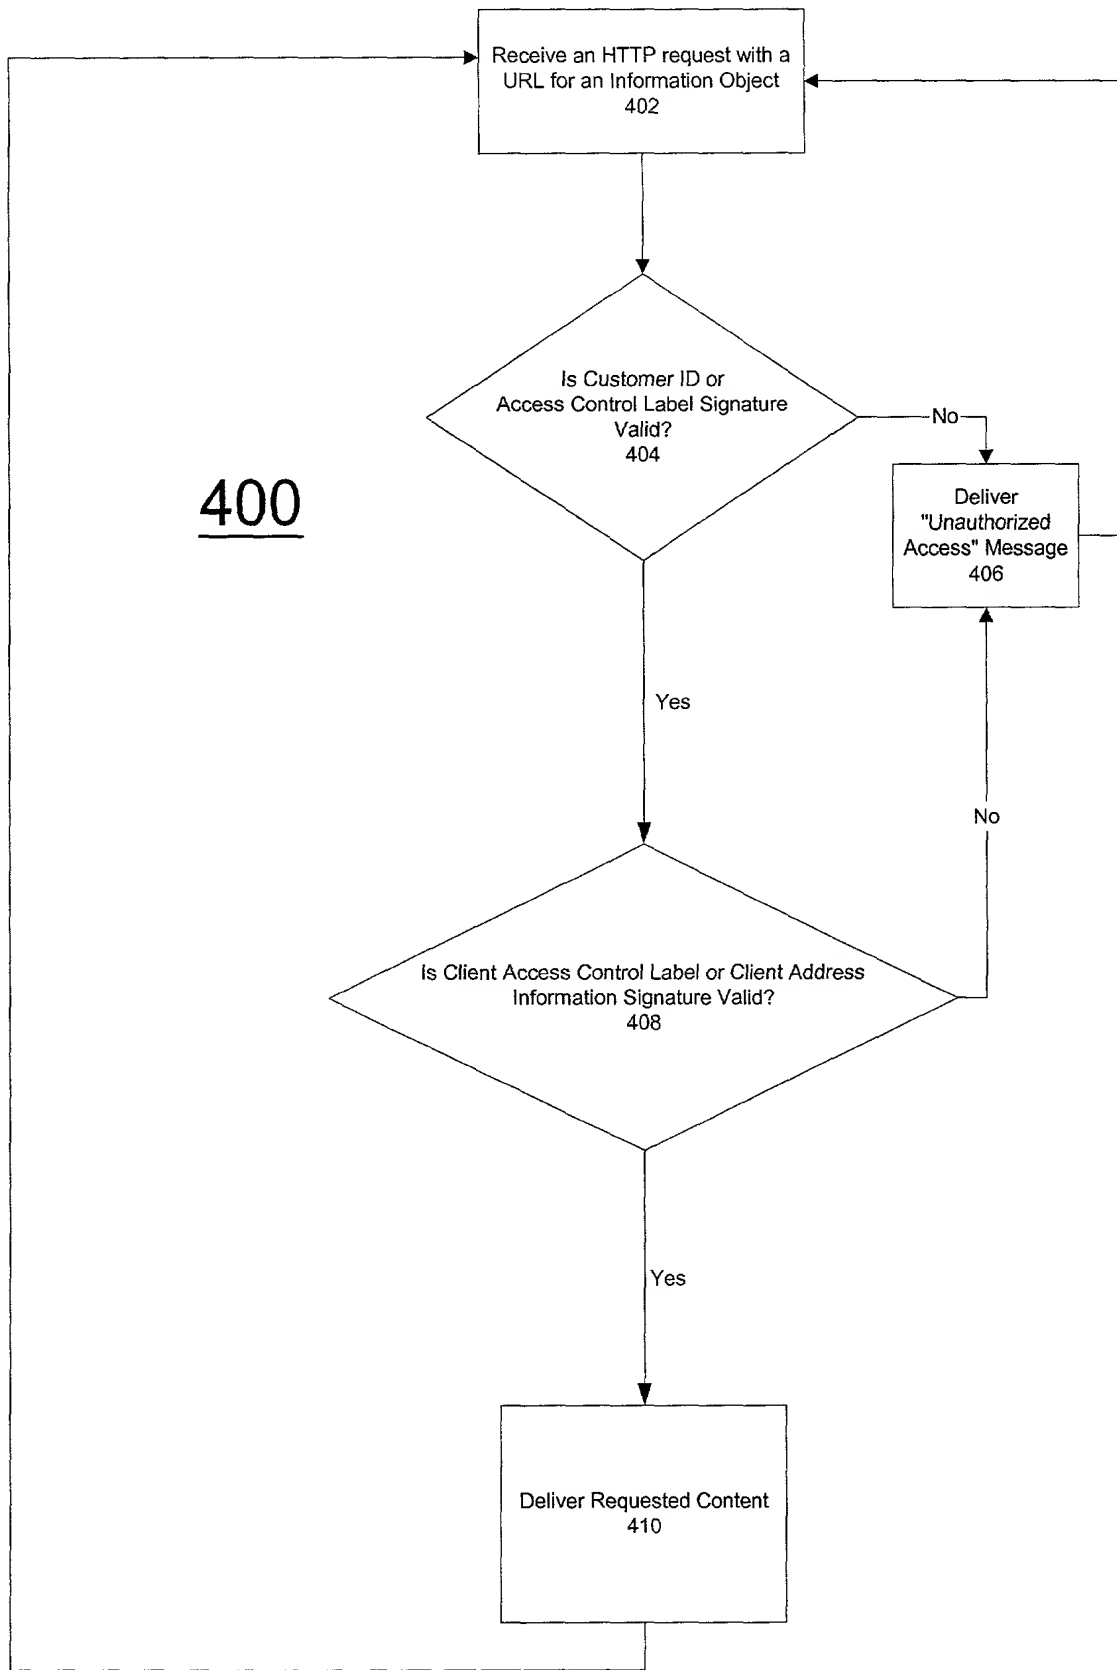 Receive an HTTP request with a
URL for an Information Object
402
Is Customer ID or
Access Control Label Signature
Valid?
404
No
400
Deliver
"Unauthorized
Access" Message
406
Yes
No
Is Client Access Control Label or Client Address
Information Signature Valid?
408
Yes
Deliver Requested Content
410